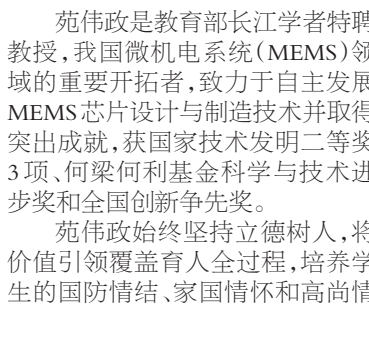 苑伟政是教育部长江学者特聘
教授，我国微机电系统（MEMS）领
域的重要开拓者，致力于自主发展
MEMS芯片设计与制造技术并取得
突出成就，获国家技术发明二等奖
3项、何梁何利基金科学与技术进
步奖和全国创新争先奖。
苑伟政始终坚持立德树人，将
价值引领覆盖育人全过程，培养学
生的国防情结、家国情怀和高尚情